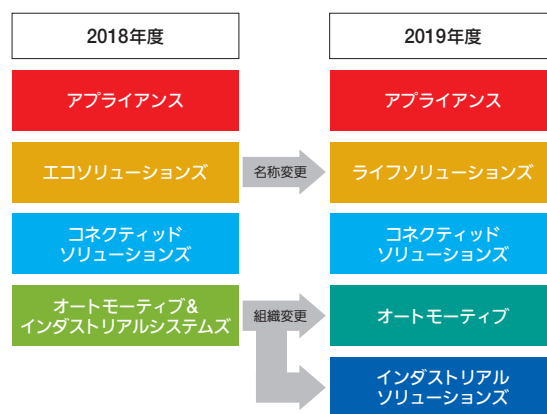 2018年度
2019年度
アプライアンス
アプライアンス
エコソリューションズ
名称変更
ライフソリューションズ
コネクティッド
ソリューションズ
コネクティッド
ソリューションズ
オートモーティブ&
インダストリアルシステムズ
組織変更
オートモーティブ
インダストリアル
ソリューションズ